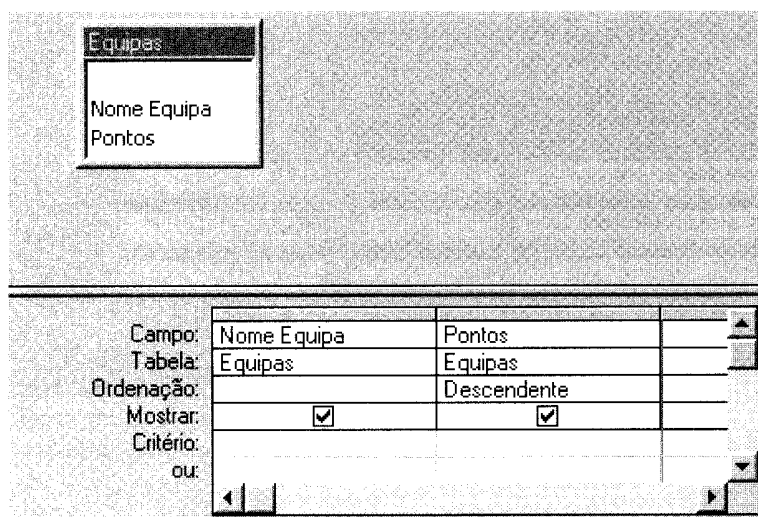 Equipas
Nome Equipa
Pontos
Campo: Nome Equipa Pontos
Tabela: Equipas Equipas
Ordenação: Descendente
Mostrar:
Critério:
ou: